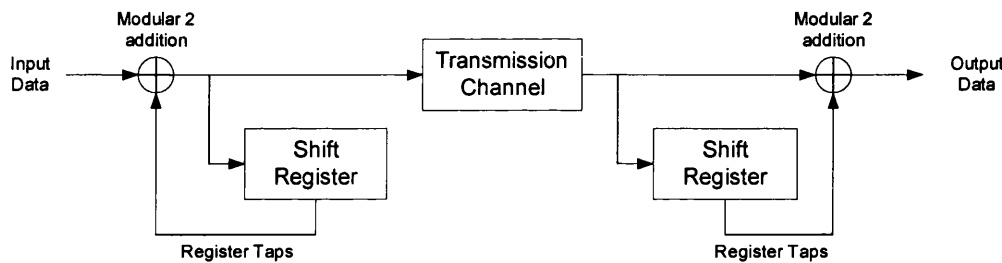 Modular 2
addition
Input
Data
Transmission
Channel
Modular 2
addition
Output
Data
Shift
Register
Register Taps
Shift
Register
Register Taps